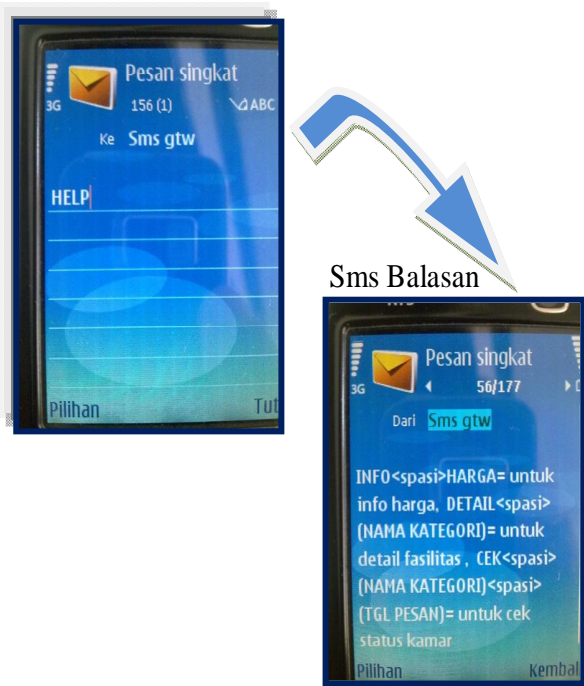 Pesan singkat
3G
156 (1)
ABC
Ke Sms gtw
HELP
Pilihan
Tut
Sms Balasan
Pesan singkat
3G
56/177
Dari Sms gtw
INFO<spasi>HARGA= untuk
info harga, DETAIL<spasi>
(NAMA KATEGORI)= untuk
detail fasilitas , CEK<spasi>
(NAMA KATEGORI)<spasi>
(TGL PESAN)= untuk cek
status kamar
Pilihan
Kembal